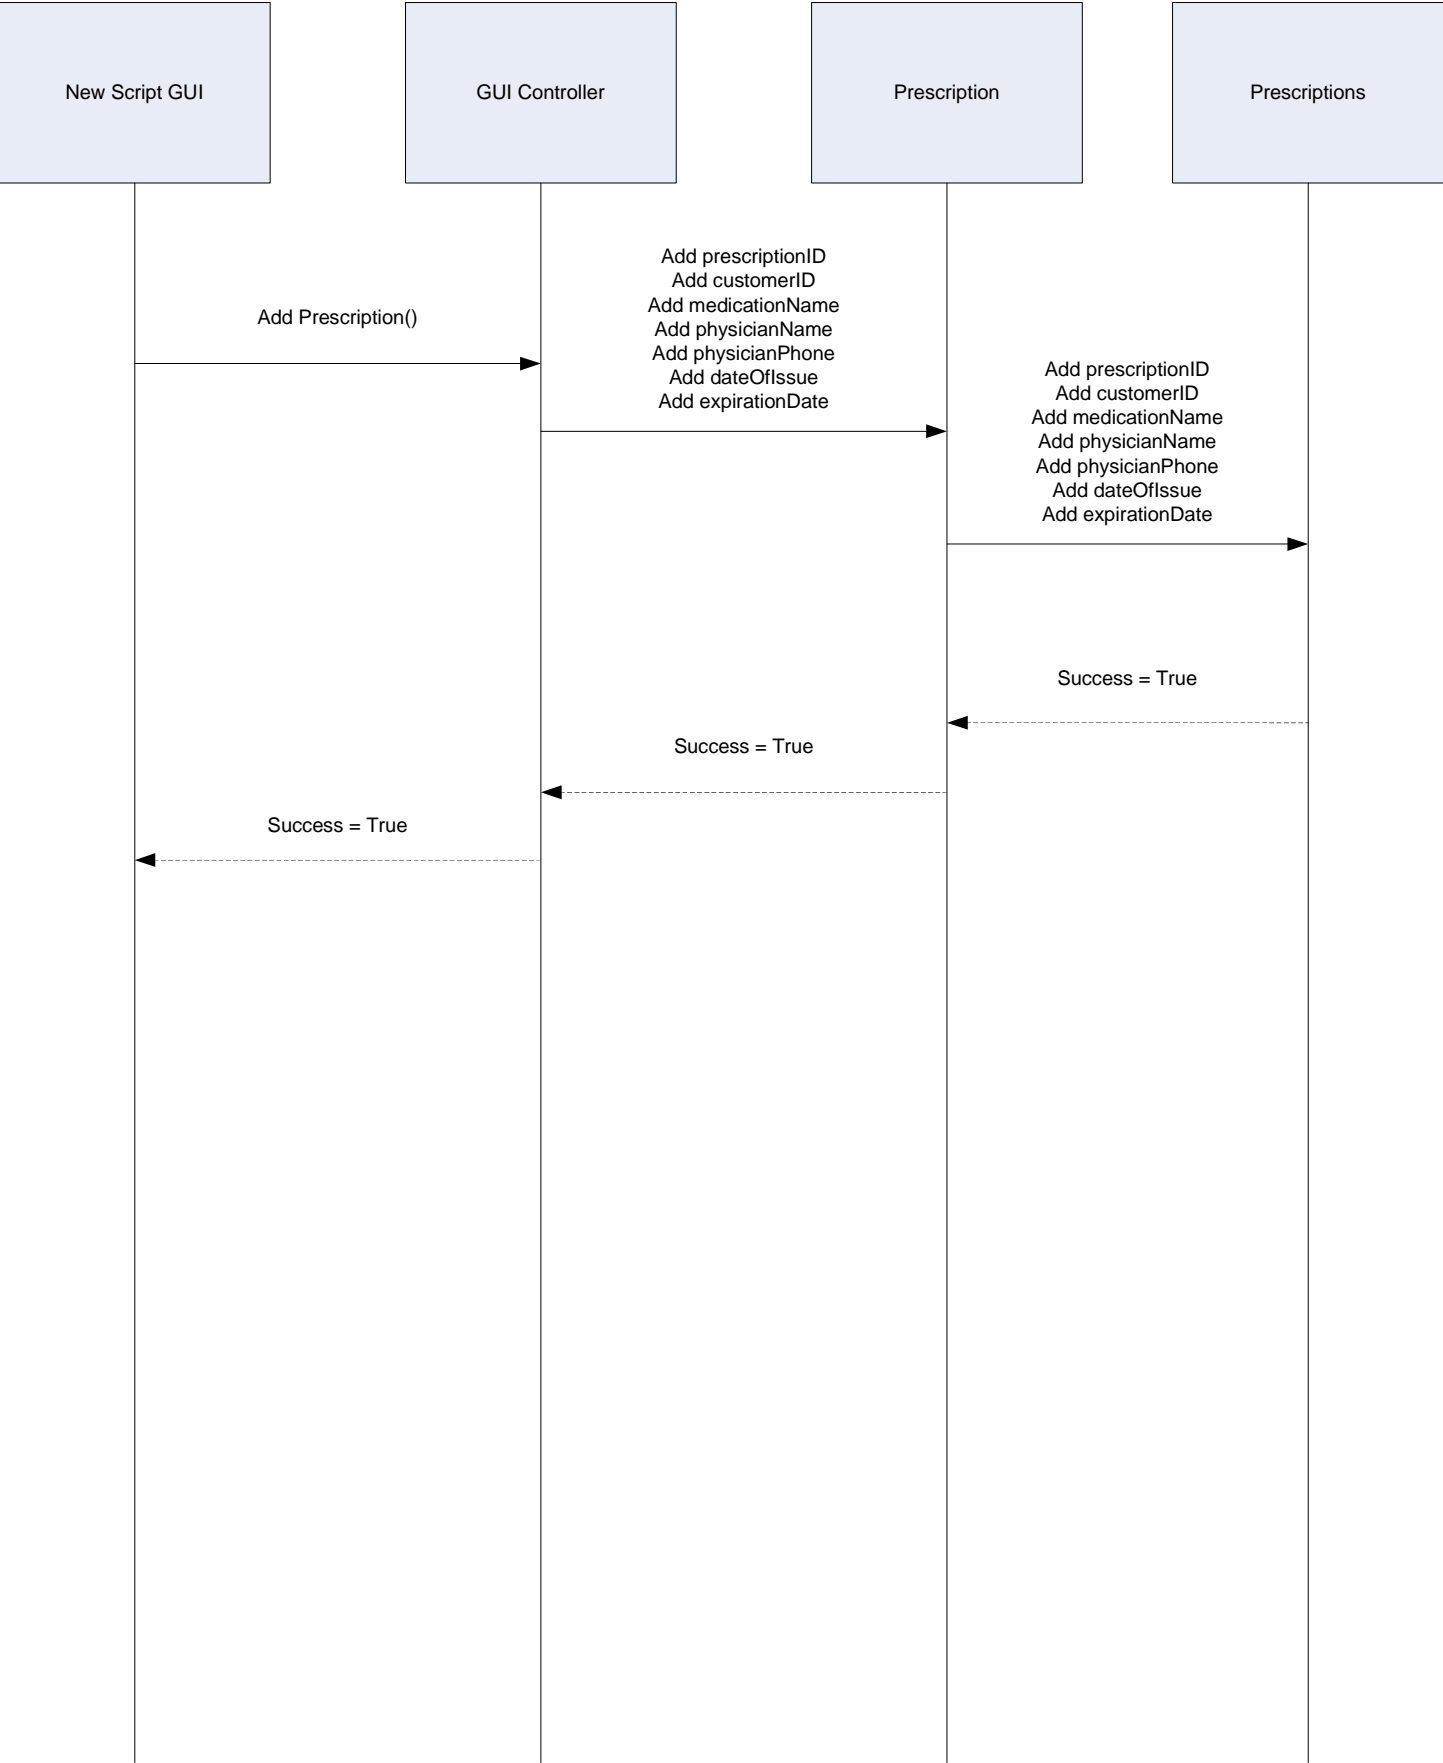 New Script GUI
GUI Controller
Prescription
Prescriptions
Add Prescription()
Add prescriptionID
Add customerID
Add medicationName
Add physicianName
Add physicianPhone
Add dateOfIssue
Add expirationDate
Add prescriptionID
Add customerID
Add medicationName
Add physicianName
Add physicianPhone
Add dateOfIssue
Add expirationDate
Success = True
Success = True
Success = True